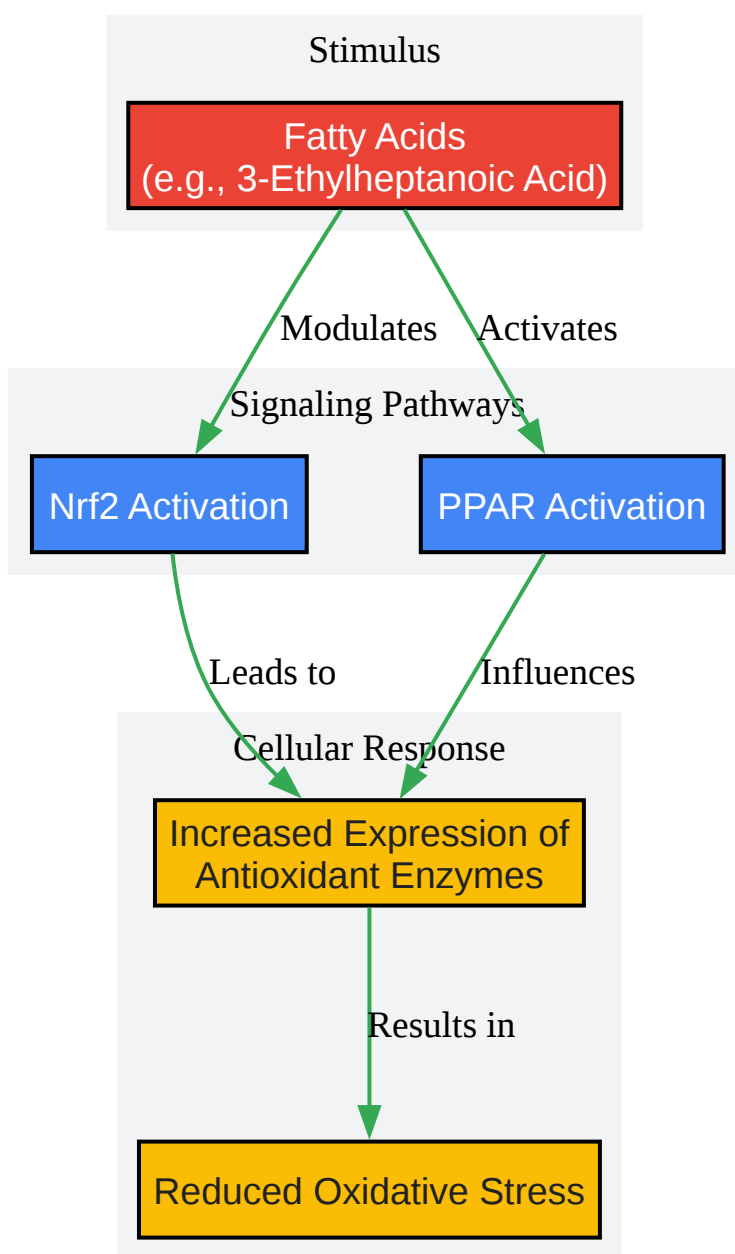 Stimulus
Fatty Acids
(e.g., 3-Ethylheptanoic Acid)
Modulates
Activates
Signaling Pathways
Nrf2 Activation
PPAR Activation
Leads to
Influences
Cellular Response
Increased Expression of
Antioxidant Enzymes
Results in
Reduced Oxidative Stress